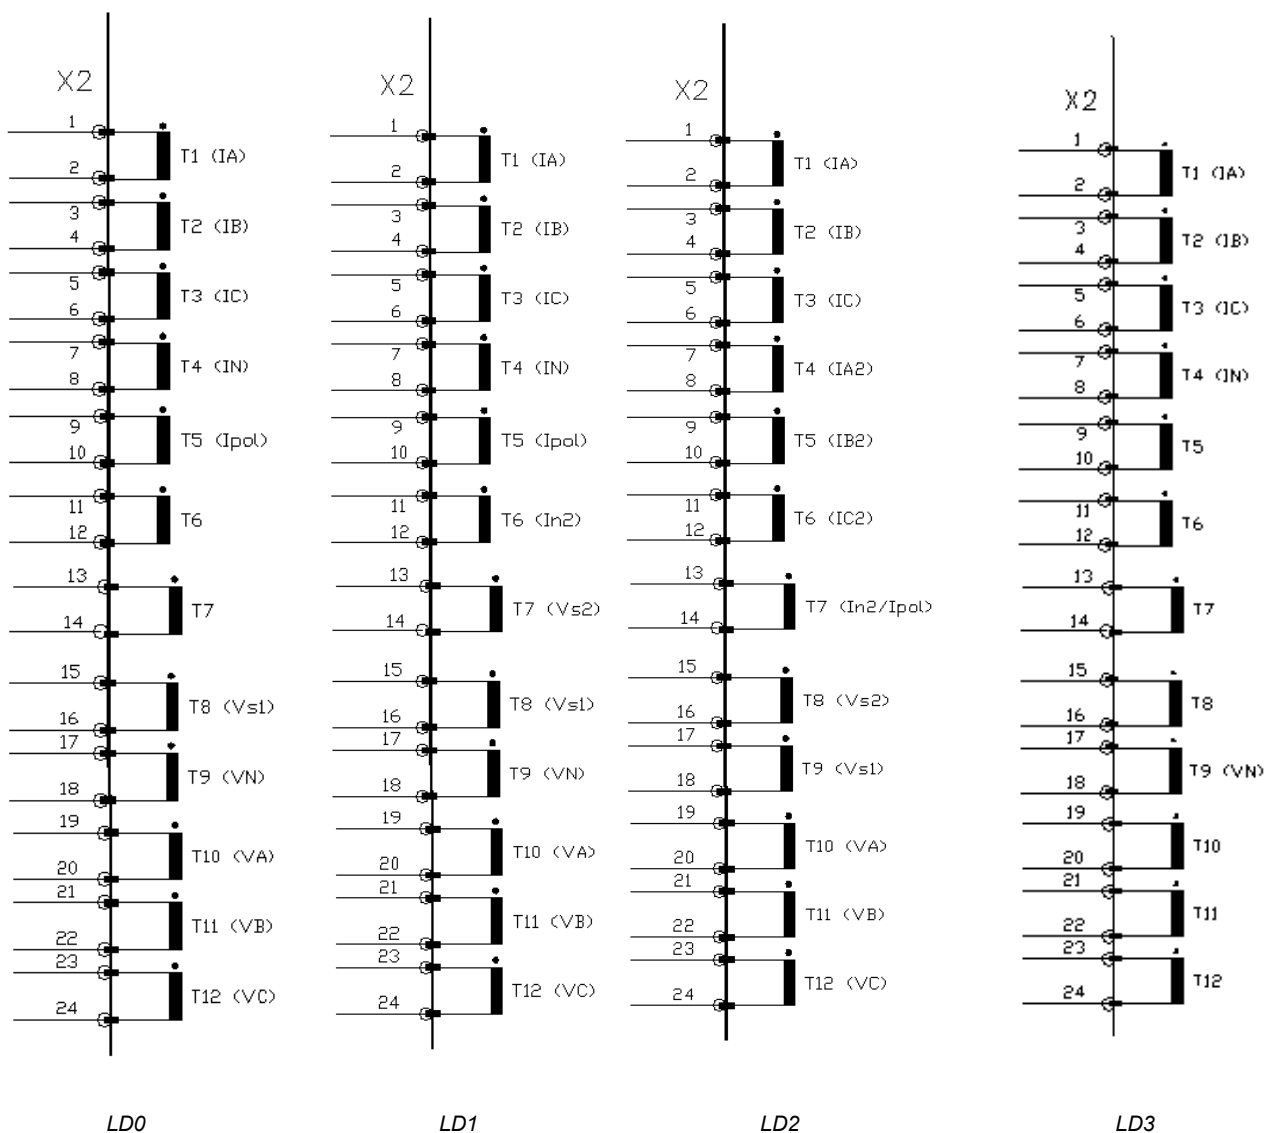 X2
1
T1 (IA)
2
3
T2 (IB)
4
5
T3 (IC)
6
7
T4 (IN)
8
9
T5 (Ipol)
10
11
T6
12
13
T7
14
15
T8 (Vs1)
16
17
T9 (VN)
18
19
T10 (VA)
20
21
T11 (VB)
22
23
T12 (VC)
24
LD0
X2
1
T1 (IA)
2
3
T2 (IB)
4
5
T3 (IC)
6
7
T4 (IN)
8
9
T5 (Ipol)
10
11
T6 (In2)
12
13
T7 (Vs2)
14
15
T8 (Vs1)
16
17
T9 (VN)
18
19
T10 (VA)
20
21
T11 (VB)
22
23
T12 (VC)
24
LD1
X2
1
T1 (IA)
2
3
T2 (IB)
4
5
T3 (IC)
6
7
T4 (IA2)
8
9
T5 (IB2)
10
11
T6 (IC2)
12
13
T7 (In2/Ipol)
14
15
T8 (Vs2)
16
17
T9 (Vs1)
18
19
T10 (VA)
20
21
T11 (VB)
22
23
T12 (VC)
24
LD2
X2
1
T1 (IA)
2
3
T2 (IB)
4
5
T3 (IC)
6
7
T4 (IN)
8
9
T5
10
11
T6
12
13
T7
14
15
T8
16
17
T9 (VN)
18
19
T10
20
21
T11
22
23
T12
24
LD3